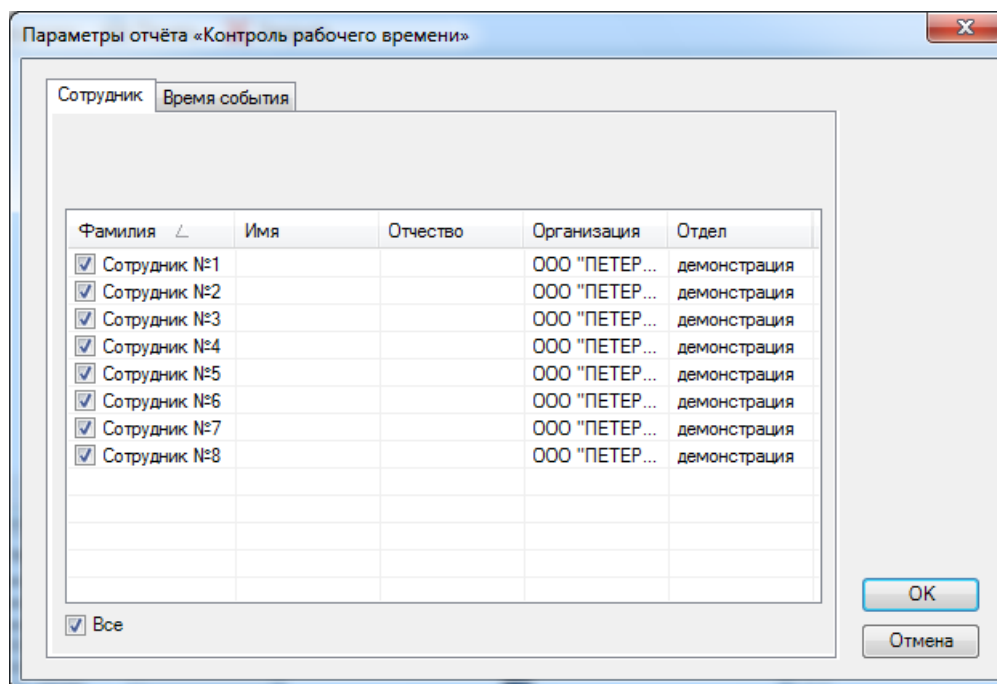 Параметры отчёта «Контроль рабочего времени»
Сотрудник Время события
Фамилия Имя Отчество Организация Отдел
Сотрудник №1 ООО "ПЕТЕР... демонстрация
Сотрудник №2 ООО "ПЕТЕР... демонстрация
Сотрудник №3 ООО "ПЕТЕР... демонстрация
Сотрудник №4 ООО "ПЕТЕР... демонстрация
Сотрудник №5 ООО "ПЕТЕР... демонстрация
Сотрудник №6 ООО "ПЕТЕР... демонстрация
Сотрудник №7 ООО "ПЕТЕР... демонстрация
Сотрудник №8 ООО "ПЕТЕР... демонстрация
Все
OK
Отмена